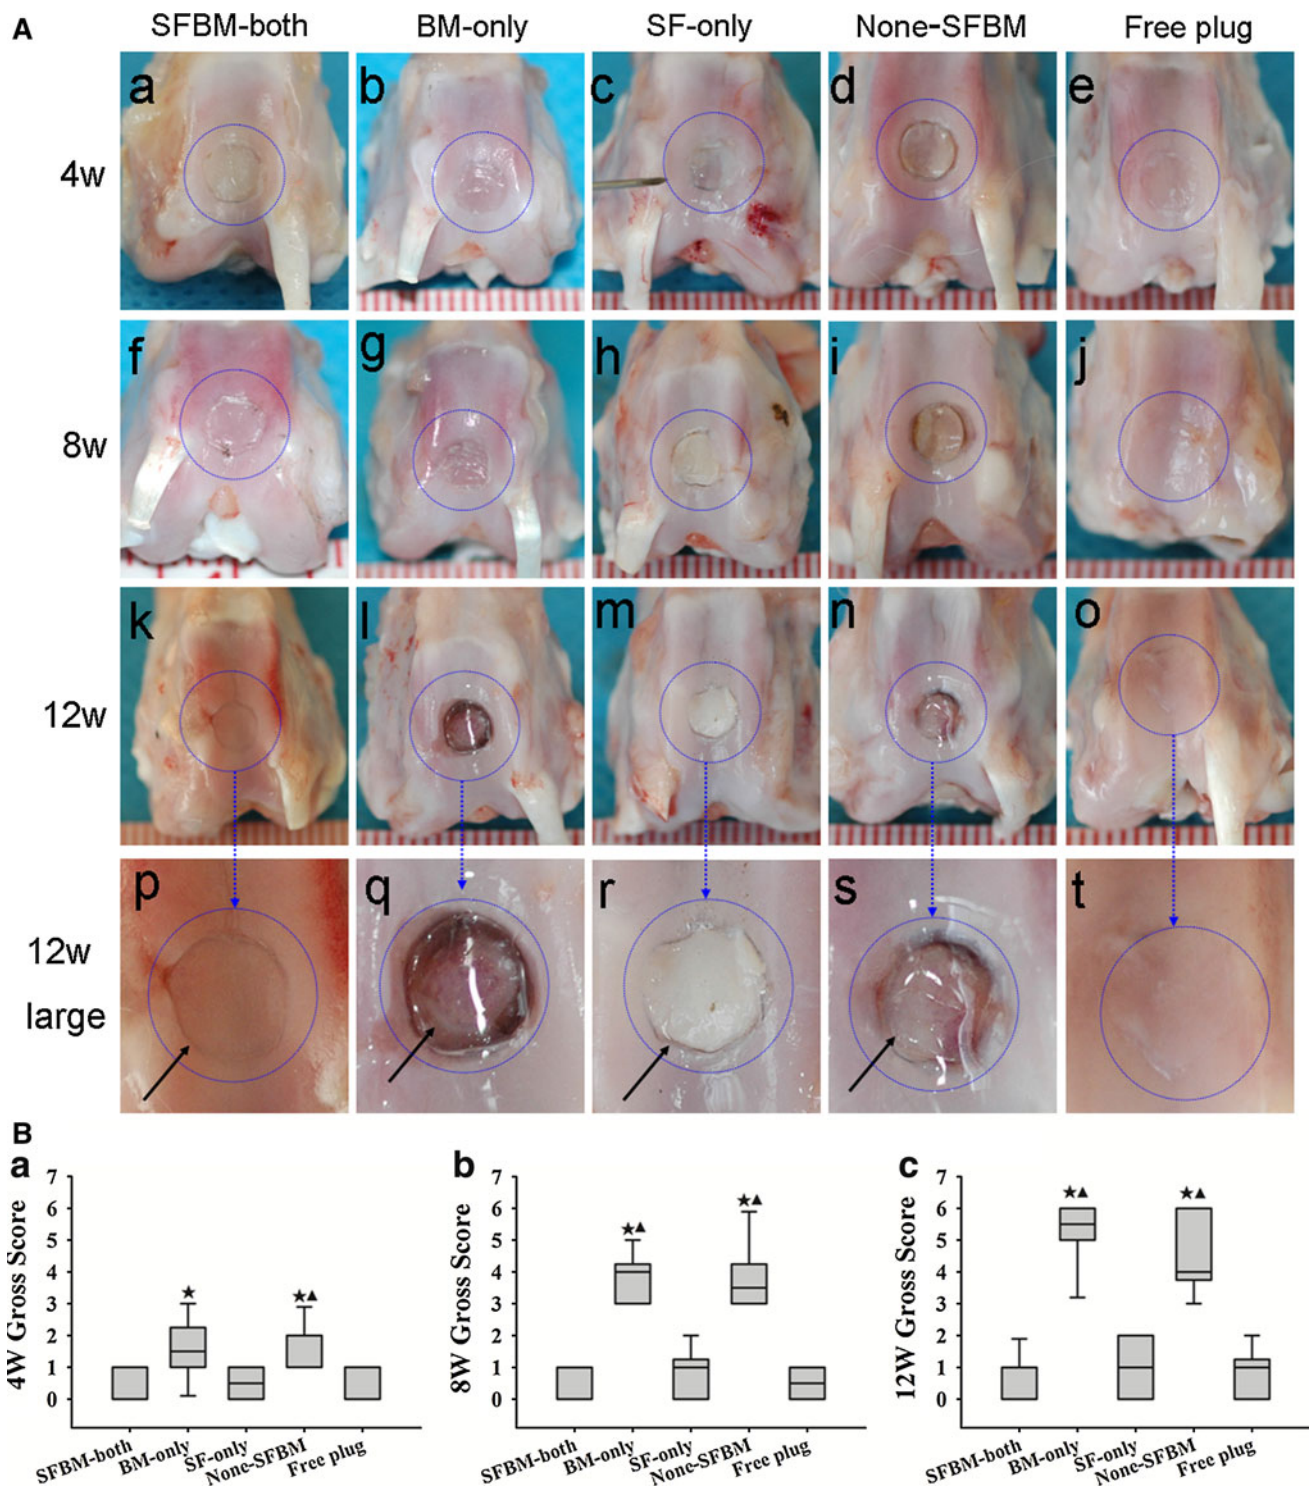 A
SFBM-both BM-only SF-only None-SFBM Free plug
4w a b c d e
8w f g h i j
12w k l m n o
12w large p q r s t
B
a
4W Gross Score
7
6
5
4
3
2
1
0
★ ★▲
SFBM-both BM-only SF-only None-SFBM Free plug
b
8W Gross Score
7
6
5
4
3
2
1
0
★▲ ★▲
SFBM-both BM-only SF-only None-SFBM Free plug
c
12W Gross Score
7
6
5
4
3
2
1
0
★▲ ★▲
SFBM-both BM-only SF-only None-SFBM Free plug